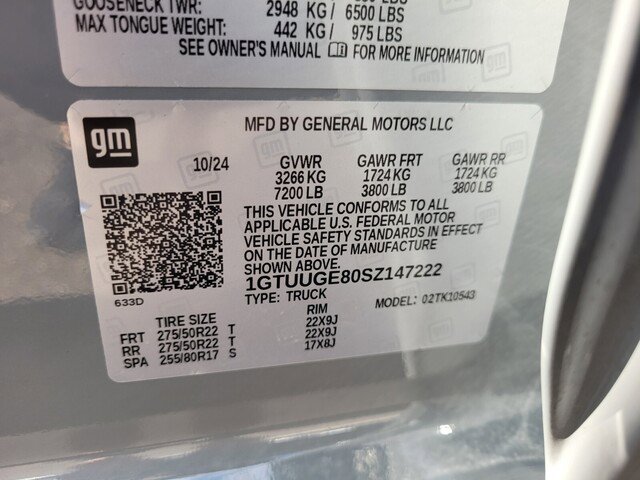 GOOSENECK TWR: 2948 KG / 6500 LBS
MAX TONGUE WEIGHT: 442 KG / 975 LBS
SEE OWNER'S MANUAL FOR MORE INFORMATION
gm
MFD BY GENERAL MOTORS LLC
10/24 GVWR GAWR FRT GAWR RR
3266 KG 1724 KG 1724 KG
7200 LB 3800 LB 3800 LB
THIS VEHICLE CONFORMS TO ALL
APPLICABLE U.S. FEDERAL MOTOR
VEHICLE SAFETY STANDARDS IN EFFECT
ON THE DATE OF MANUFACTURE
SHOWN ABOVE.
633D
1GTUUGE80SZ147222
TYPE: TRUCK MODEL: 02TK10543
TIRE SIZE RIM
FRT 275/50R22 T 22X9J
RR 275/50R22 T 22X9J
SPA 255/80R17 S 17X8J